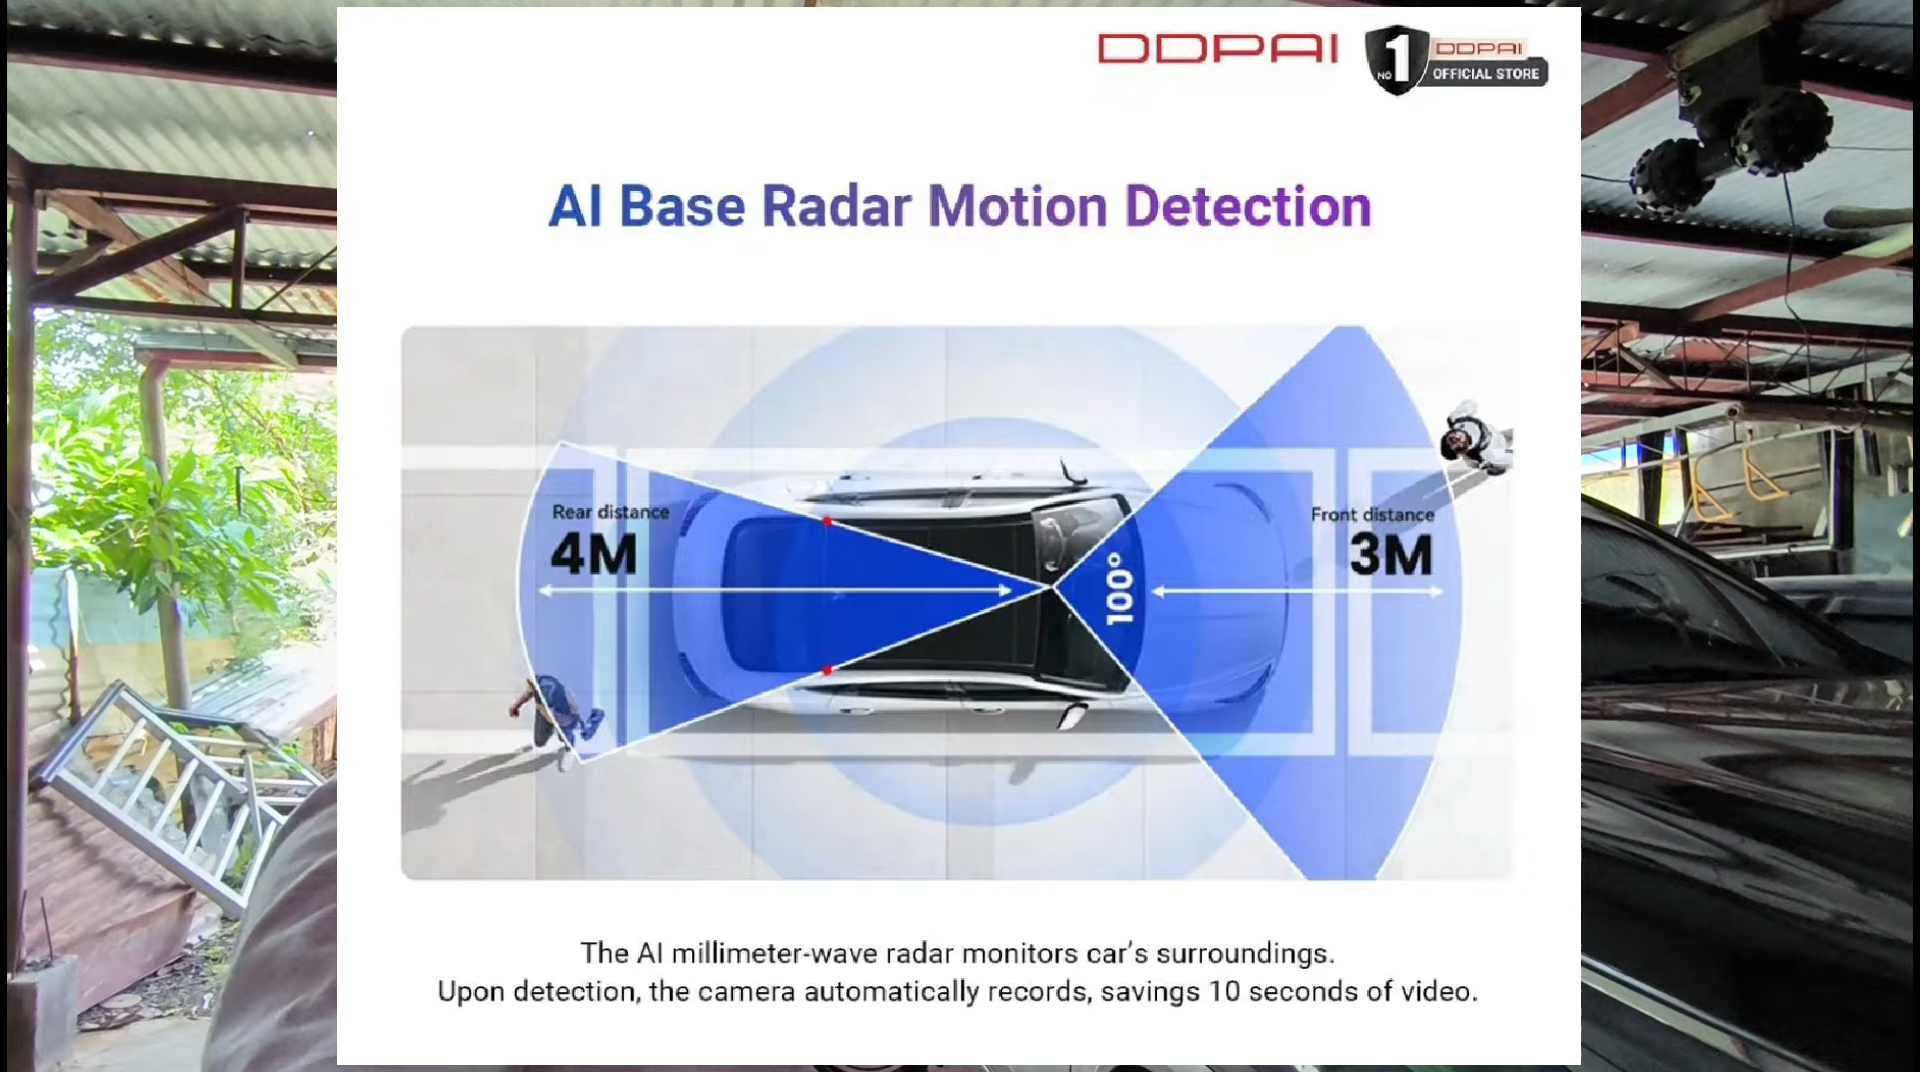 DDPAI
NO 1 DDPAI
OFFICIAL STORE
AI Base Radar Motion Detection
Rear distance
4M
100°
Front distance
3M
The AI millimeter-wave radar monitors car's surroundings.
Upon detection, the camera automatically records, savings 10 seconds of video.